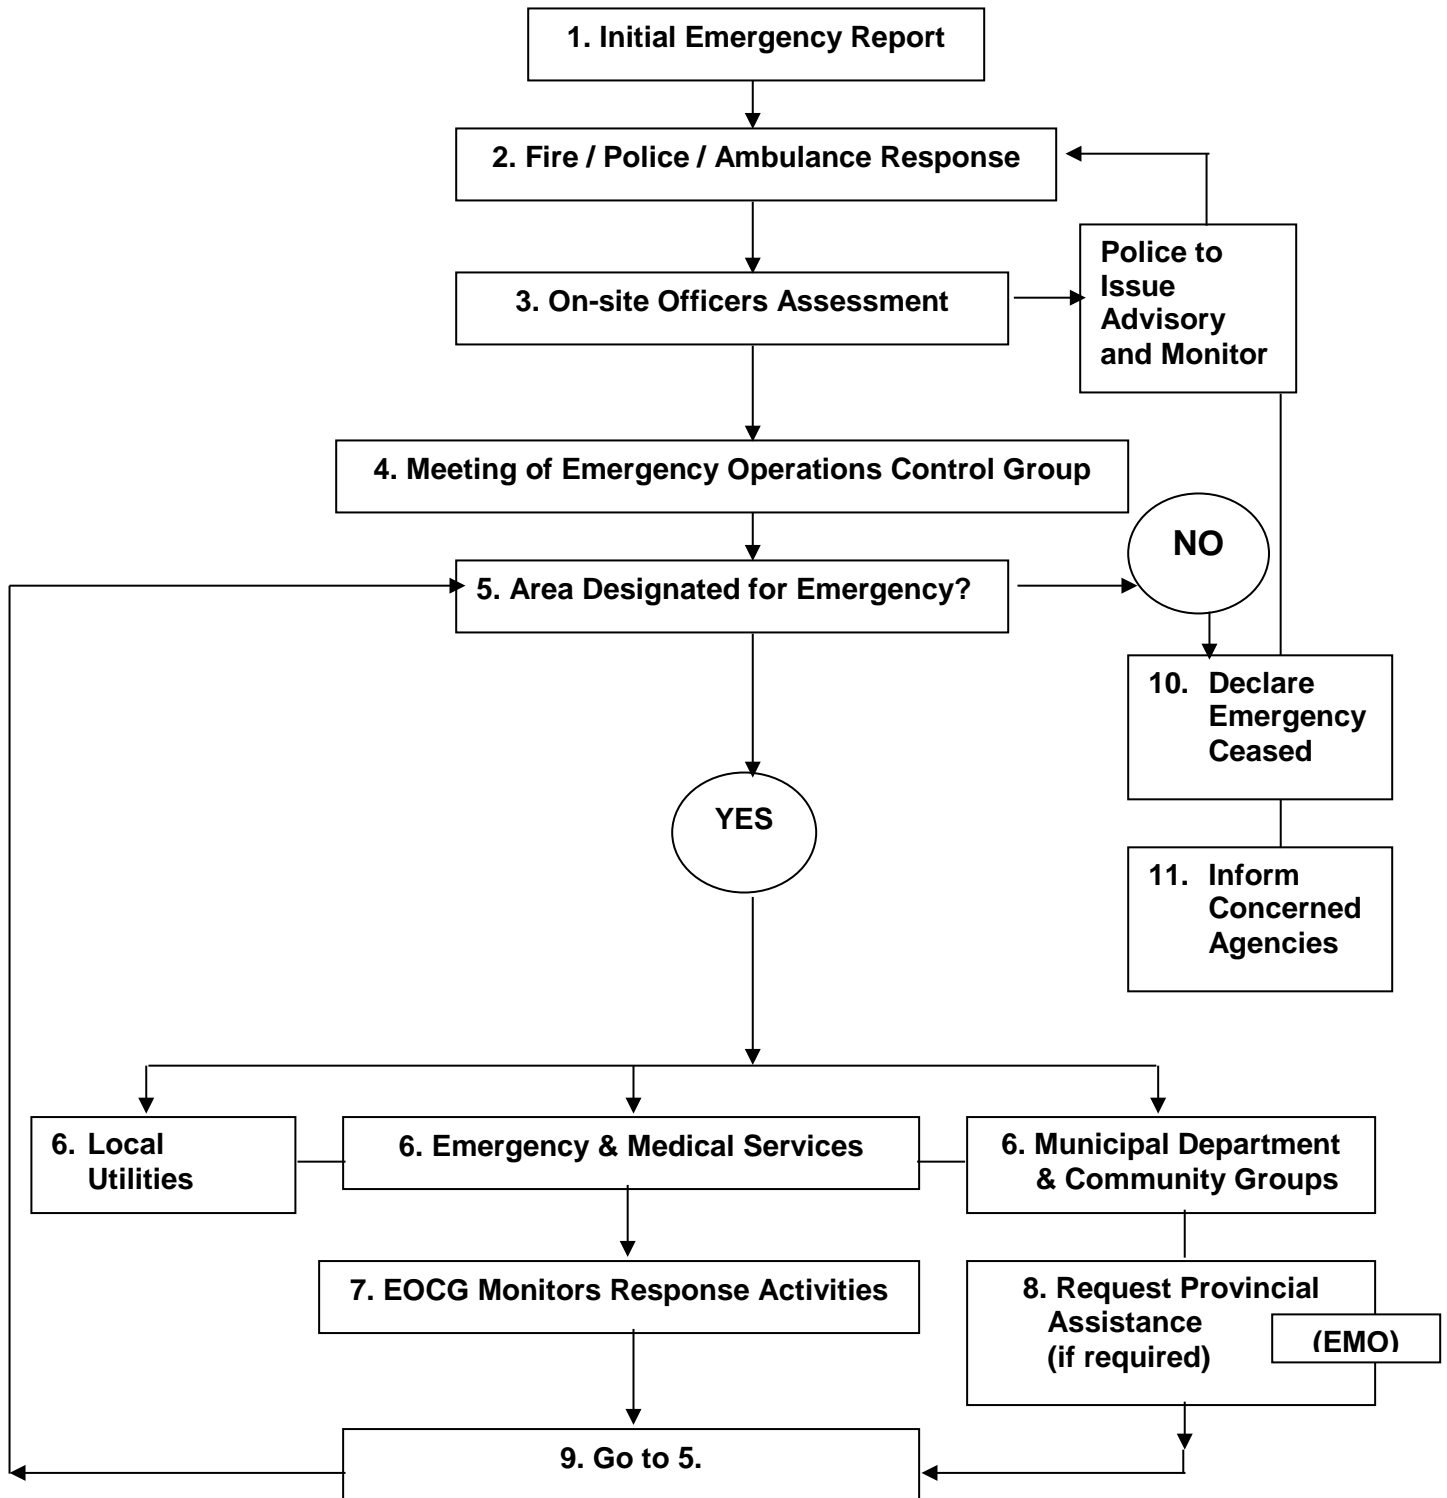 1. Initial Emergency Report
2. Fire / Police / Ambulance Response
Police to
Issue
Advisory
and Monitor
3. On-site Officers Assessment
4. Meeting of Emergency Operations Control Group
NO
5. Area Designated for Emergency?
10. Declare
Emergency
Ceased
YES
11. Inform
Concerned
Agencies
6. Local
Utilities
6. Emergency & Medical Services
6. Municipal Department
& Community Groups
7. EOCG Monitors Response Activities
8. Request Provincial
Assistance
(if required)
(EMO)
9. Go to 5.